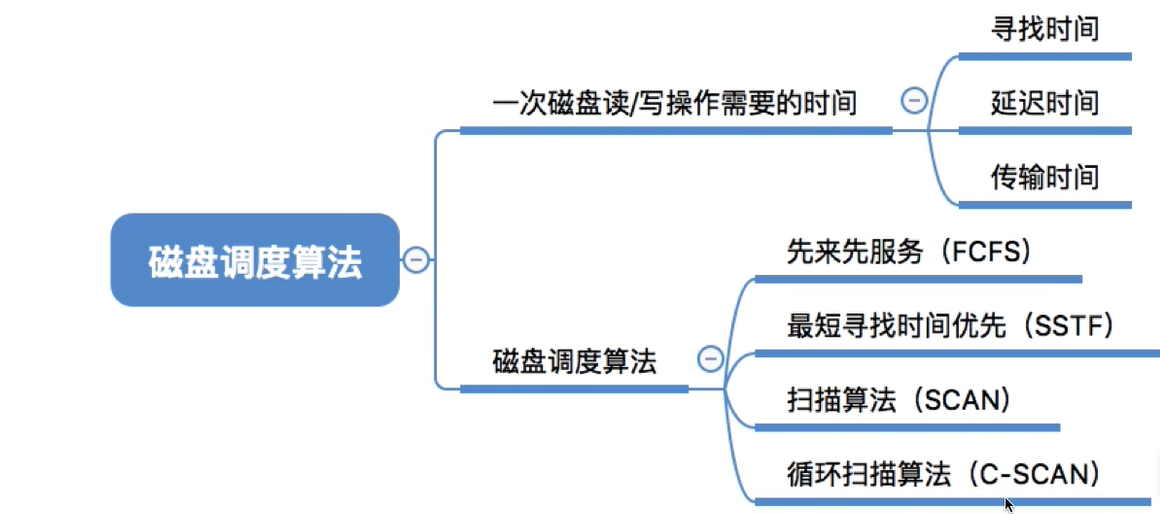 寻找时间
一次磁盘读/写操作需要的时间
延迟时间
传输时间
磁盘调度算法
先来先服务（FCFS）
最短寻找时间优先（SSTF）
磁盘调度算法
扫描算法（SCAN）
循环扫描算法（C-SCAN）